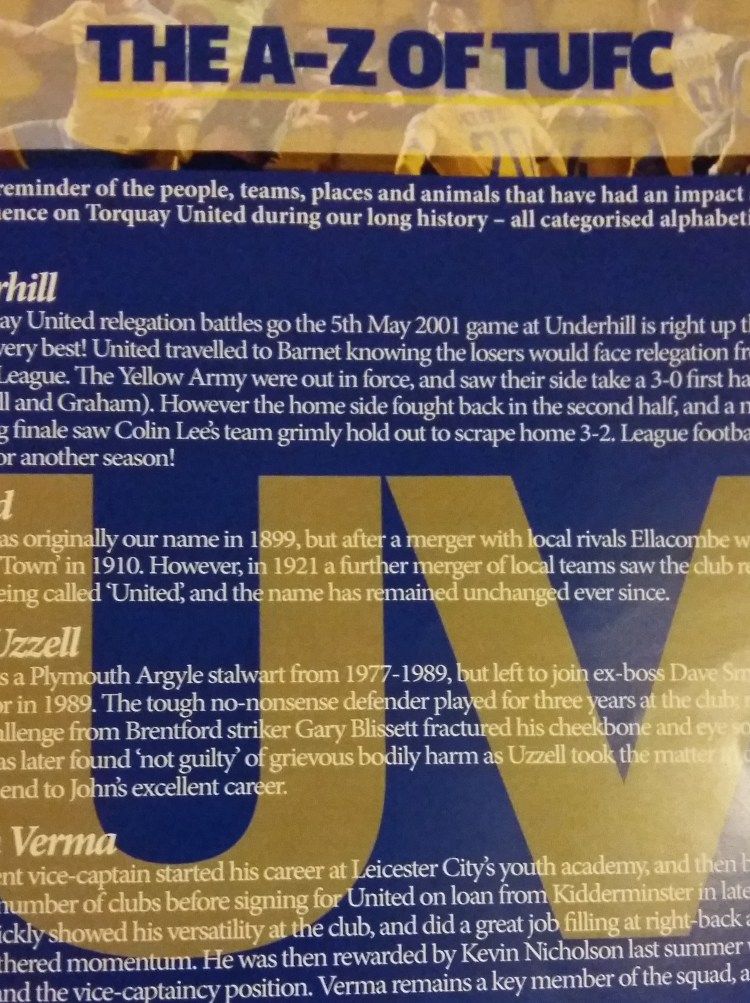 THE A-Z OF TUFC
reminder of the people, teams, places and animals that have had an impact
ence on Torquay United during our long history – all categorised alphabeti
rhill
ay United relegation battles go the 5th May 2001 game at Underhill is right up t
very best! United travelled to Barnet knowing the losers would face relegation fr
League. The Yellow Army were out in force, and saw their side take a 3-0 first ha
ll and Graham). However the home side fought back in the second half, and a n
g finale saw Colin Lee's team grimly hold out to scrape home 3-2. League footba
or another season!
d
as originally our name in 1899, but after a merger with local rivals Ellacombe w
Town' in 1910. However, in 1921 a further merger of local teams saw the club re
eing called 'United', and the name has remained unchanged ever since.
Uzzell
s a Plymouth Argyle stalwart from 1977-1989, but left to join ex-boss Dave Sm
or in 1989. The tough no-nonsense defender played for three years at the club;
allenge from Brentford striker Gary Blissett fractured his cheekbone and eye so
as later found 'not guilty' of grievous bodily harm as Uzzell took the matter
end to John's excellent career.
Verma
nt vice-captain started his career at Leicester City's youth academy, and then b
number of clubs before signing for United on loan from Kidderminster in late
ickly showed his versatility at the club, and did a great job filling at right-back a
thered momentum. He was then rewarded by Kevin Nicholson last summer
and the vice-captaincy position. Verma remains a key member of the squad, a
UV